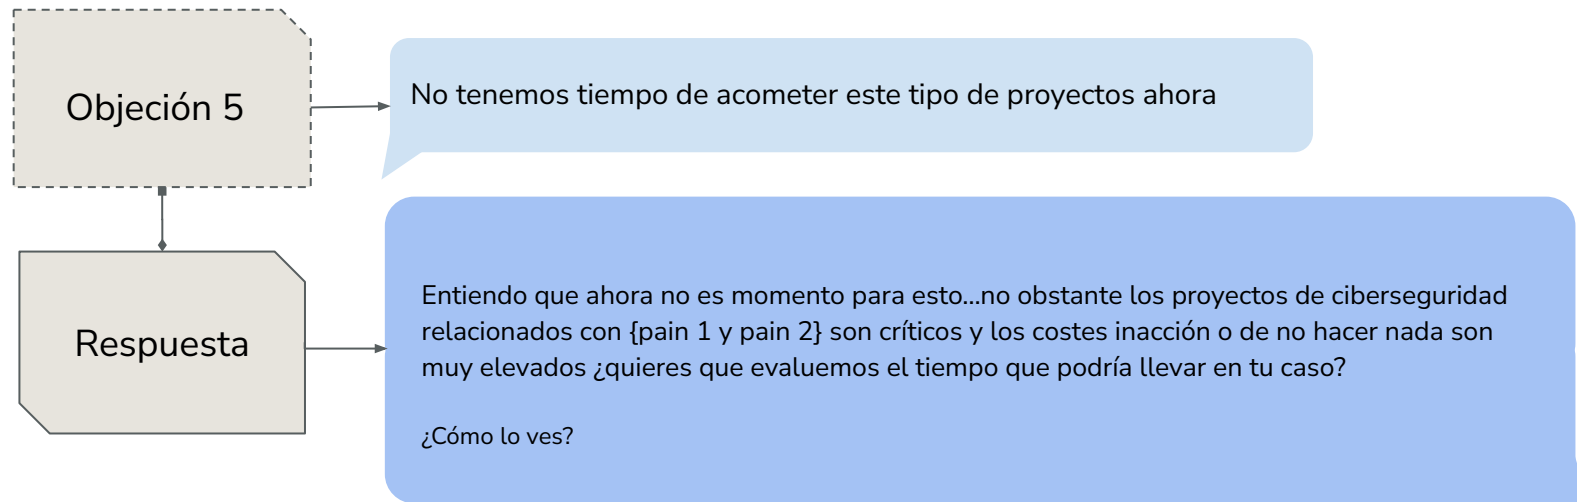 Objeción 5
No tenemos tiempo de acometer este tipo de proyectos ahora
Respuesta
Entiendo que ahora no es momento para esto...no obstante los proyectos de ciberseguridad
relacionados con {pain 1 y pain 2} son críticos y los costes inacción o de no hacer nada son
muy elevados ¿quieres que evaluemos el tiempo que podría llevar en tu caso?
¿Cómo lo ves?